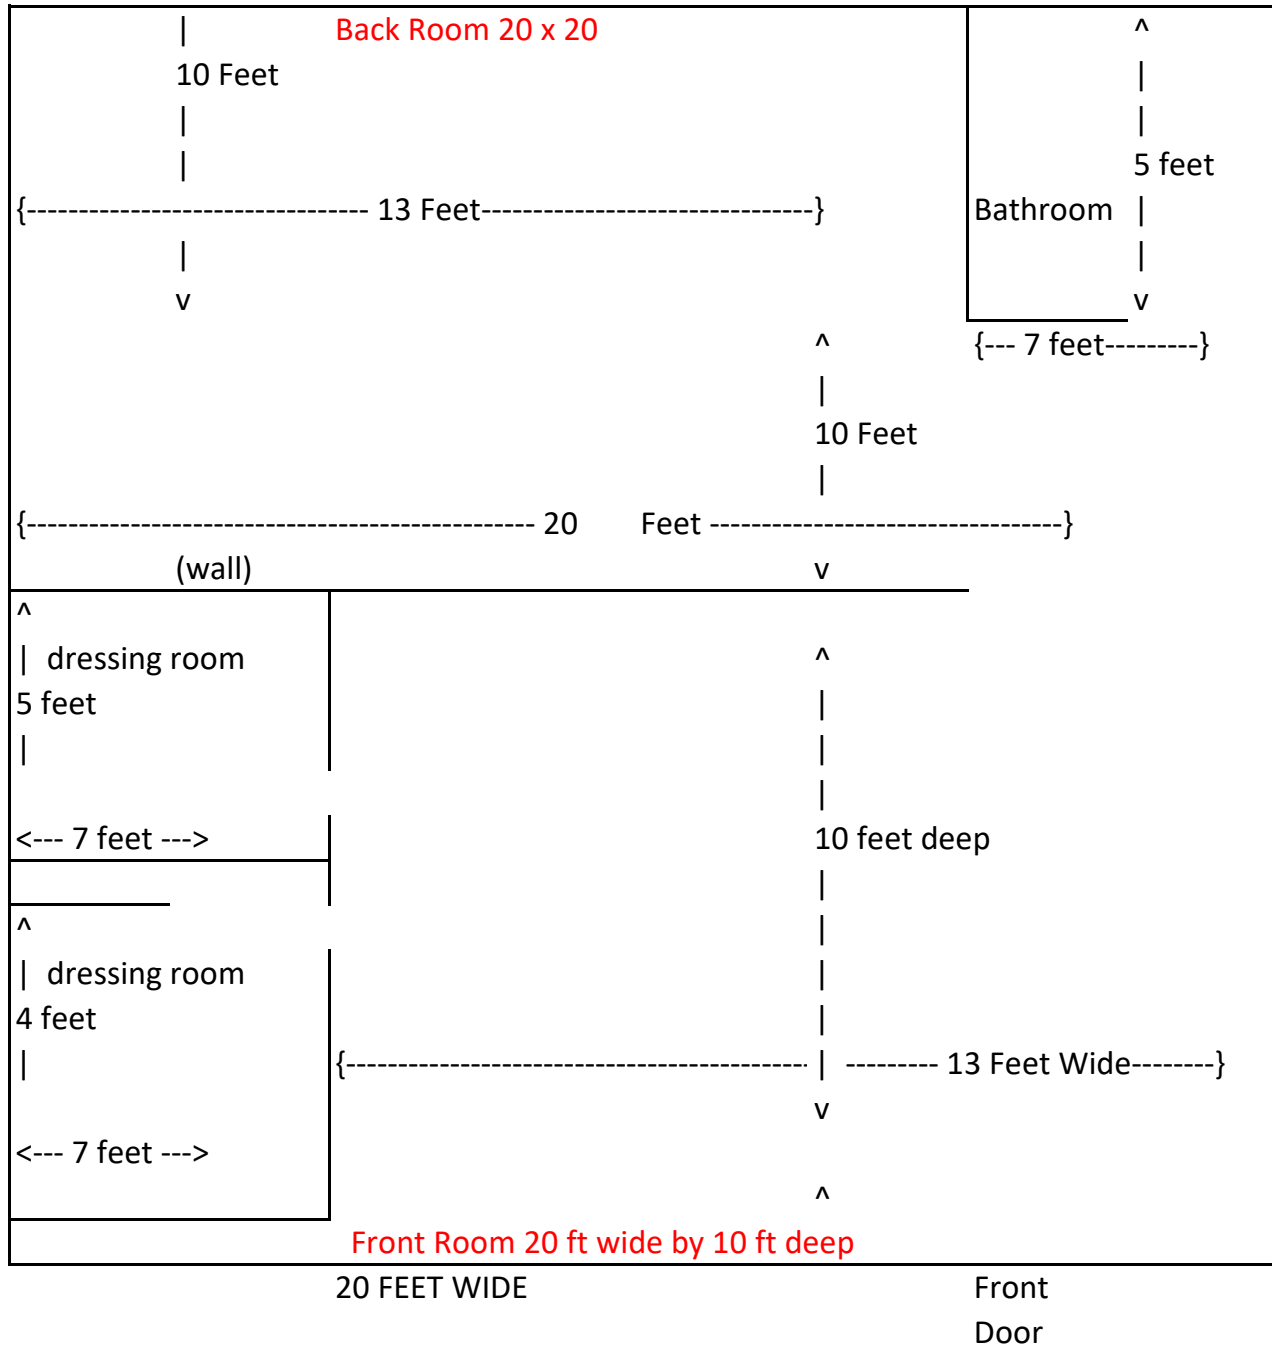 | Back Room 20 x 20 ^
10 Feet |
| |
| 5 feet
{--------------------------------- 13 Feet--------------------------------} Bathroom |
| |
v v
^ {--- 7 feet---------}
|
10 Feet
|
{------------------------------------------------- 20 Feet ----------------------------------}
(wall) v
^
| dressing room ^
5 feet |
| |
|
<--- 7 feet ---> 10 feet deep
|
^ |
| dressing room |
4 feet |
| {--------------------------------------------- | --------- 13 Feet Wide--------}
v
<--- 7 feet --->
^
Front Room 20 ft wide by 10 ft deep
20 FEET WIDE Front
Door